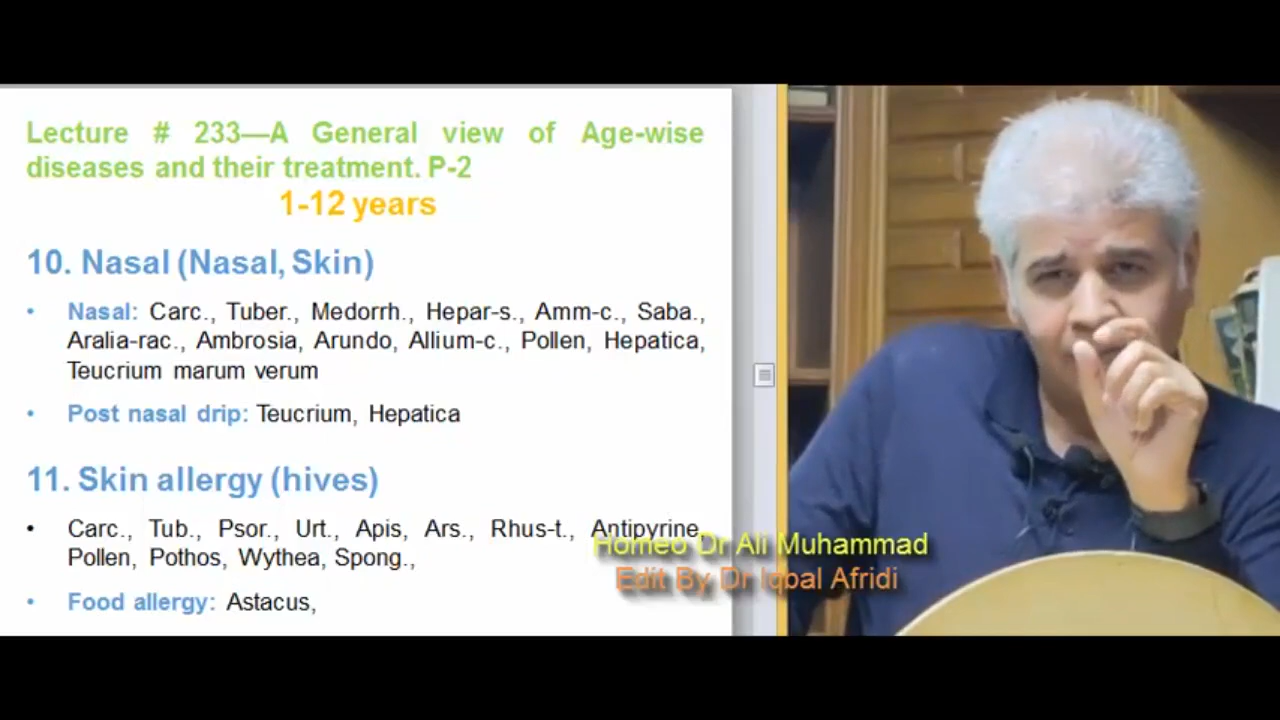 Lecture # 233—A General view of Age-wise
diseases and their treatment. P-2
1-12 years
10. Nasal (Nasal, Skin)
• Nasal: Carc., Tuber., Medorrh., Hepar-s., Amm-c., Saba.,
Aralia-rac., Ambrosia, Arundo, Allium-c., Pollen, Hepatica,
Teucrium marum verum
• Post nasal drip: Teucrium, Hepatica
11. Skin allergy (hives)
• Carc., Tub., Psor., Urt., Apis, Ars., Rhus-t., Antipyrine,
Pollen, Pothos, Wythea, Spong.,
• Food allergy: Astacus,
Homeo Dr Ali Muhammad
Edit By Dr Iqbal Afridi